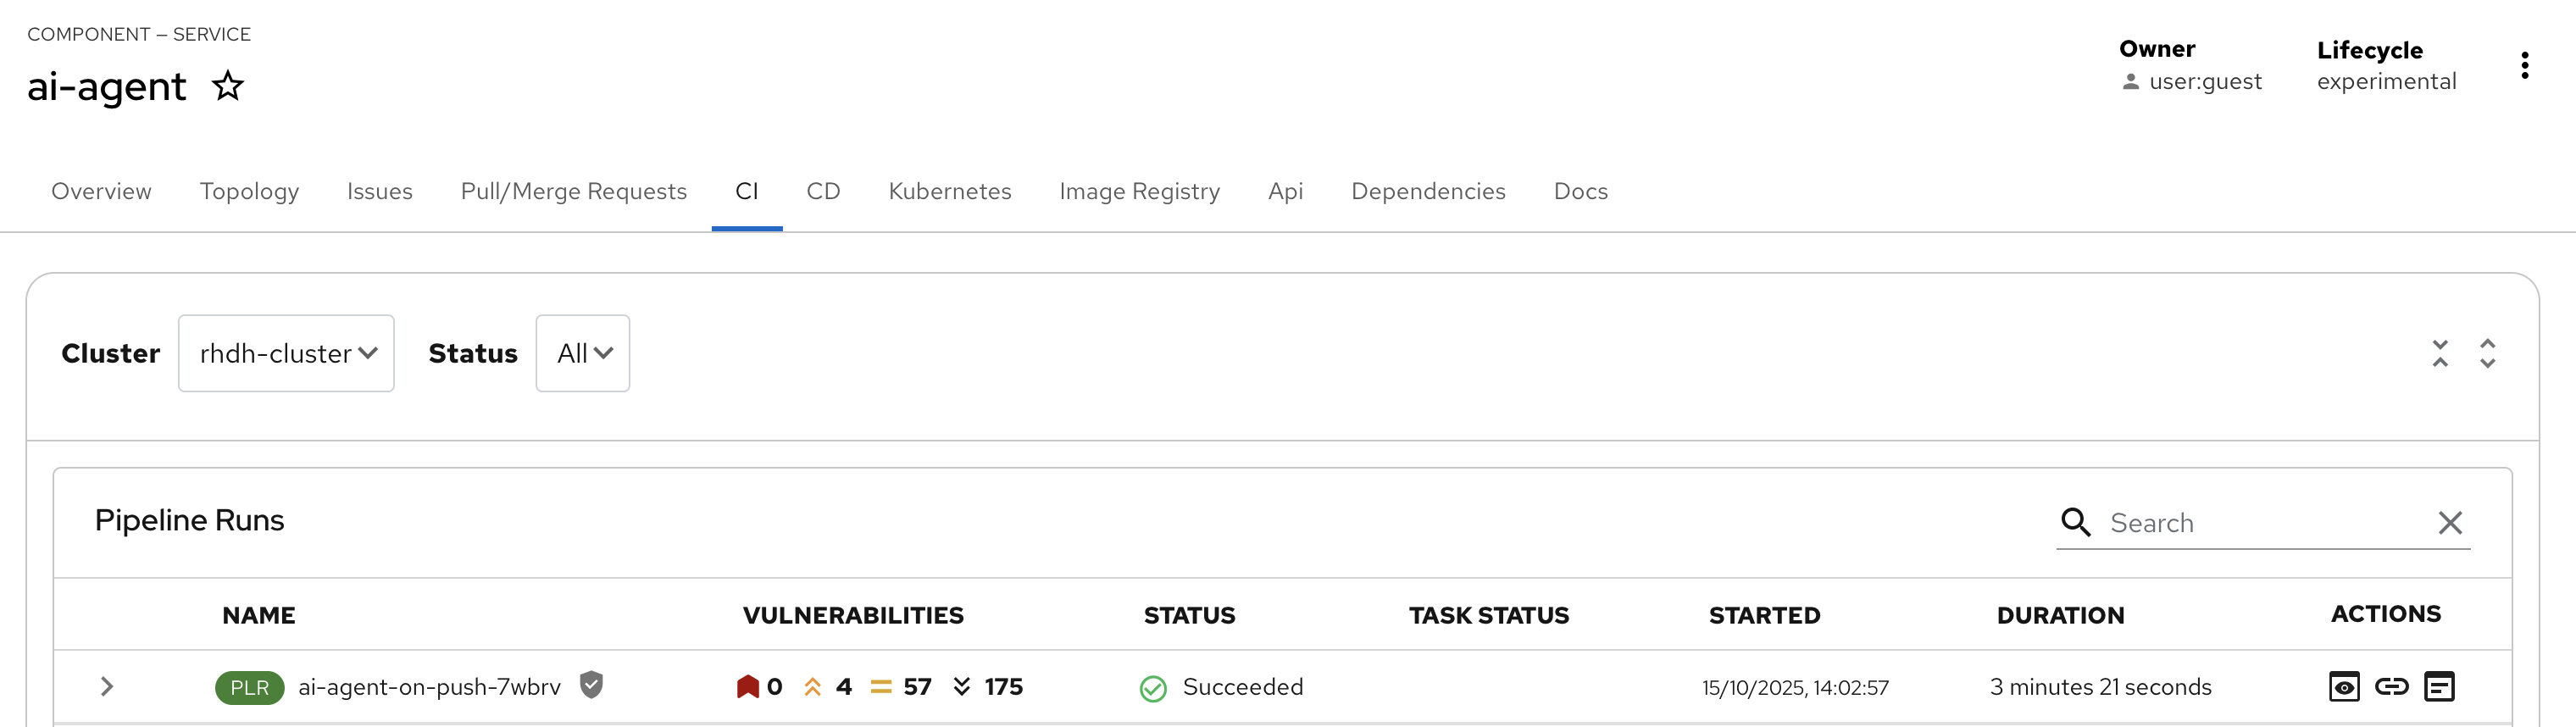 COMPONENT – SERVICE
ai-agent
Owner
user:guest
Lifecycle
experimental
Overview Topology Issues Pull/Merge Requests CI CD Kubernetes Image Registry Api Dependencies Docs
Cluster rhdh-cluster Status All
Pipeline Runs
Search
NAME VULNERABILITIES STATUS TASK STATUS STARTED DURATION ACTIONS
PLR ai-agent-on-push-7wbrv 0 4 57 175 Succeeded 15/10/2025, 14:02:57 3 minutes 21 seconds